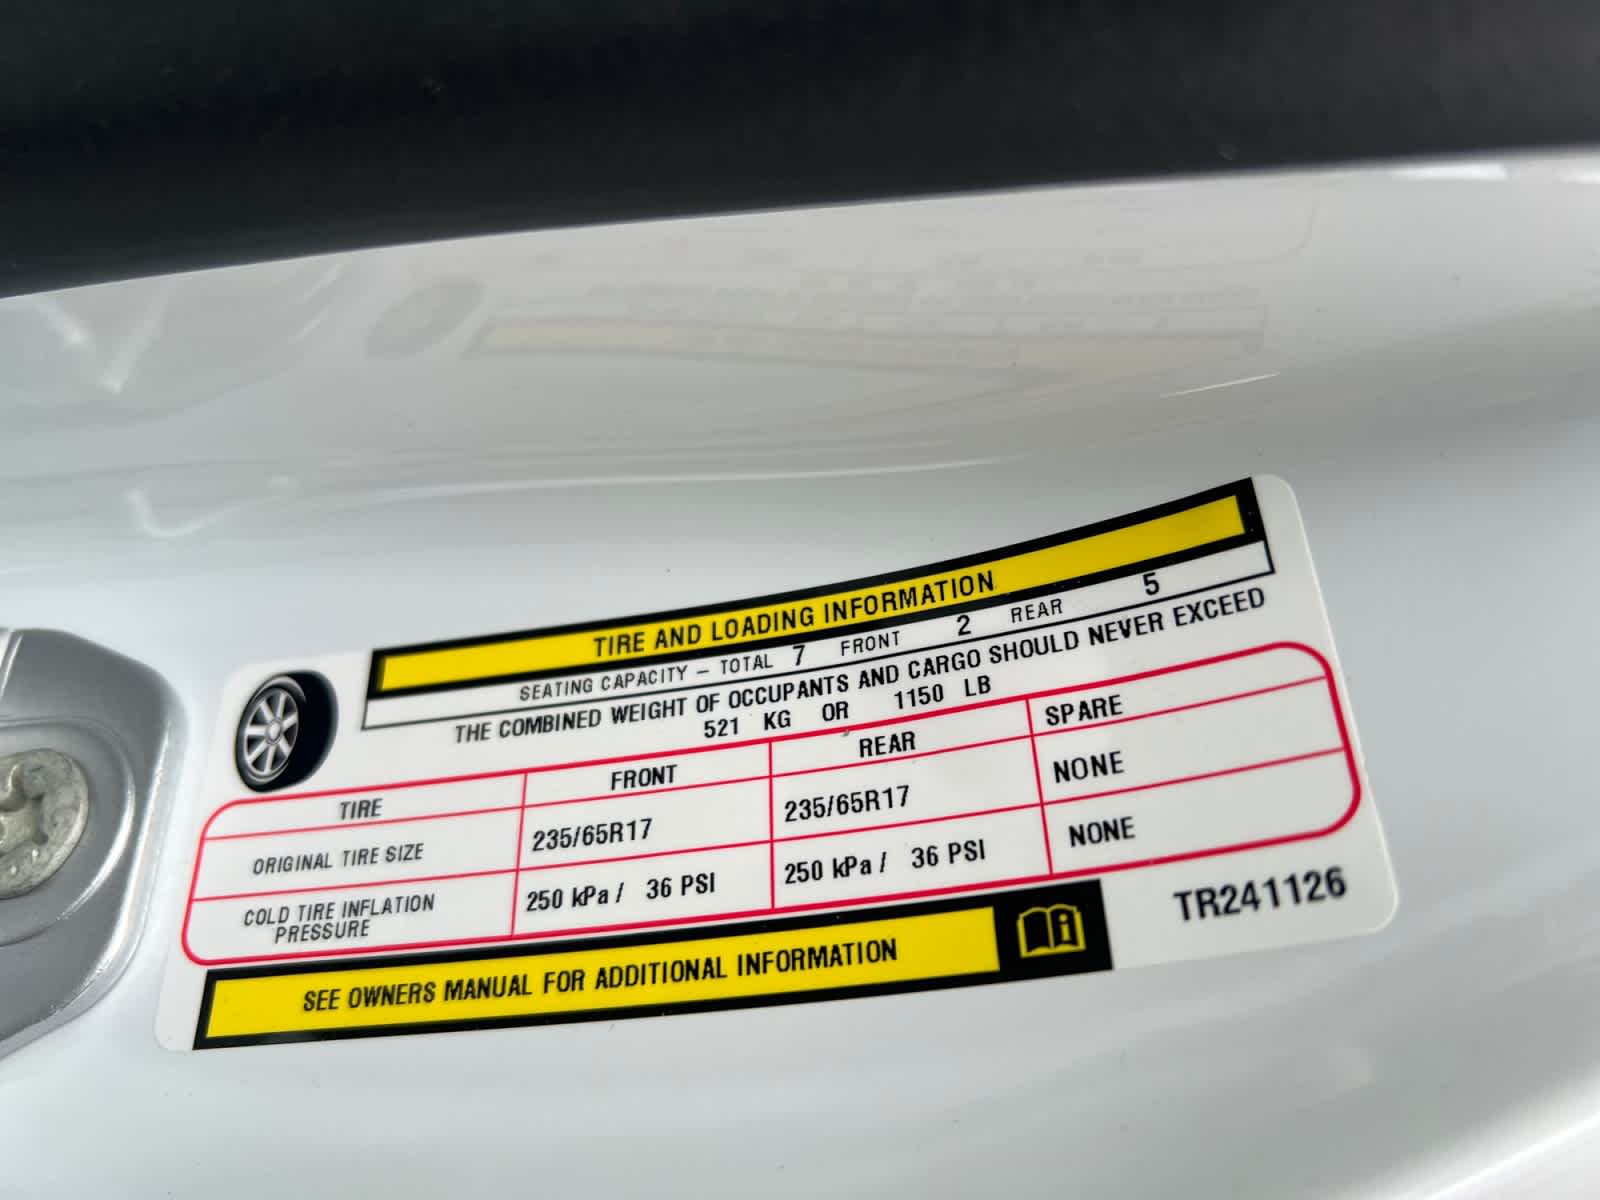 TIRE AND LOADING INFORMATION
SEATING CAPACITY – TOTAL 7 FRONT 2 REAR 5
THE COMBINED WEIGHT OF OCCUPANTS AND CARGO SHOULD NEVER EXCEED
521 KG OR 1150 LB
TIRE FRONT REAR SPARE
ORIGINAL TIRE SIZE 235/65R17 235/65R17 NONE
COLD TIRE INFLATION PRESSURE 250 kPa / 36 PSI 250 kPa / 36 PSI NONE
SEE OWNERS MANUAL FOR ADDITIONAL INFORMATION
TR241126